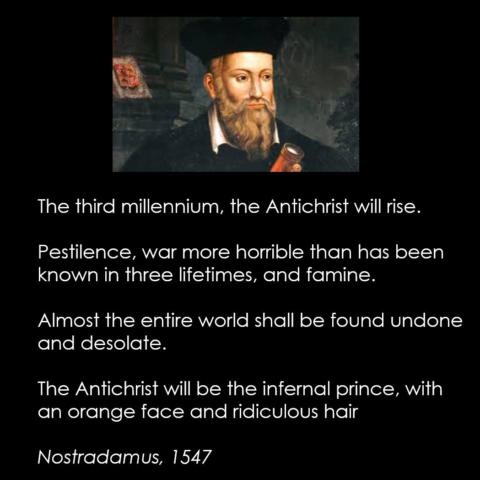 The third millennium, the Antichrist will rise.
Pestilence, war more horrible than has been
known in three lifetimes, and famine.
Almost the entire world shall be found undone
and desolate.
The Antichrist will be the infernal prince, with
an orange face and ridiculous hair
Nostradamus, 1547